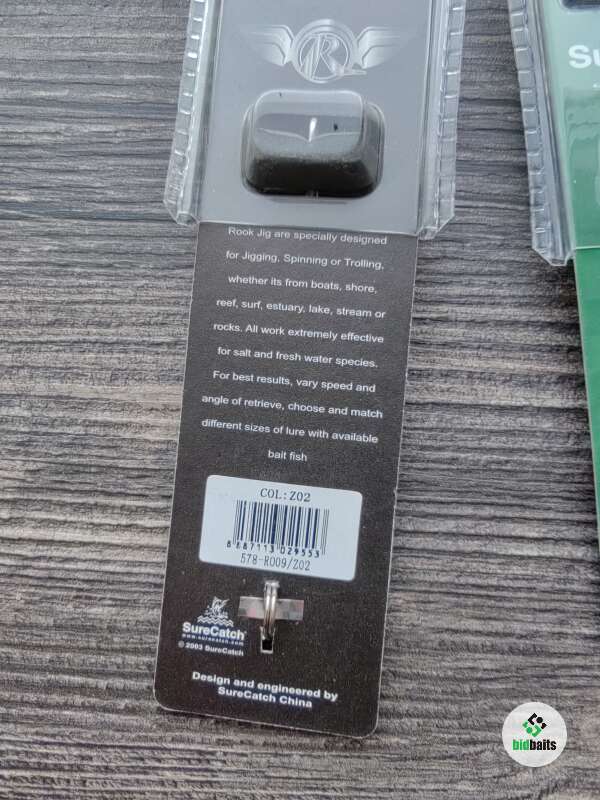 R
Su
Rook Jig are specially designed
for Jigging, Spinning or Trolling,
whether its from boats, shore,
reef, surf, estuary, lake, stream or
rocks. All work extremely effective
for salt and fresh water species.
For best results, vary speed and
angle of retrieve, choose and match
different sizes of lure with available
bait fish
COL:Z02
8 887113 029553
578-R009/Z02
SureCatch
www.surecatch.com
© 2003 SureCatch
Design and engineered by
SureCatch China
bidbaits